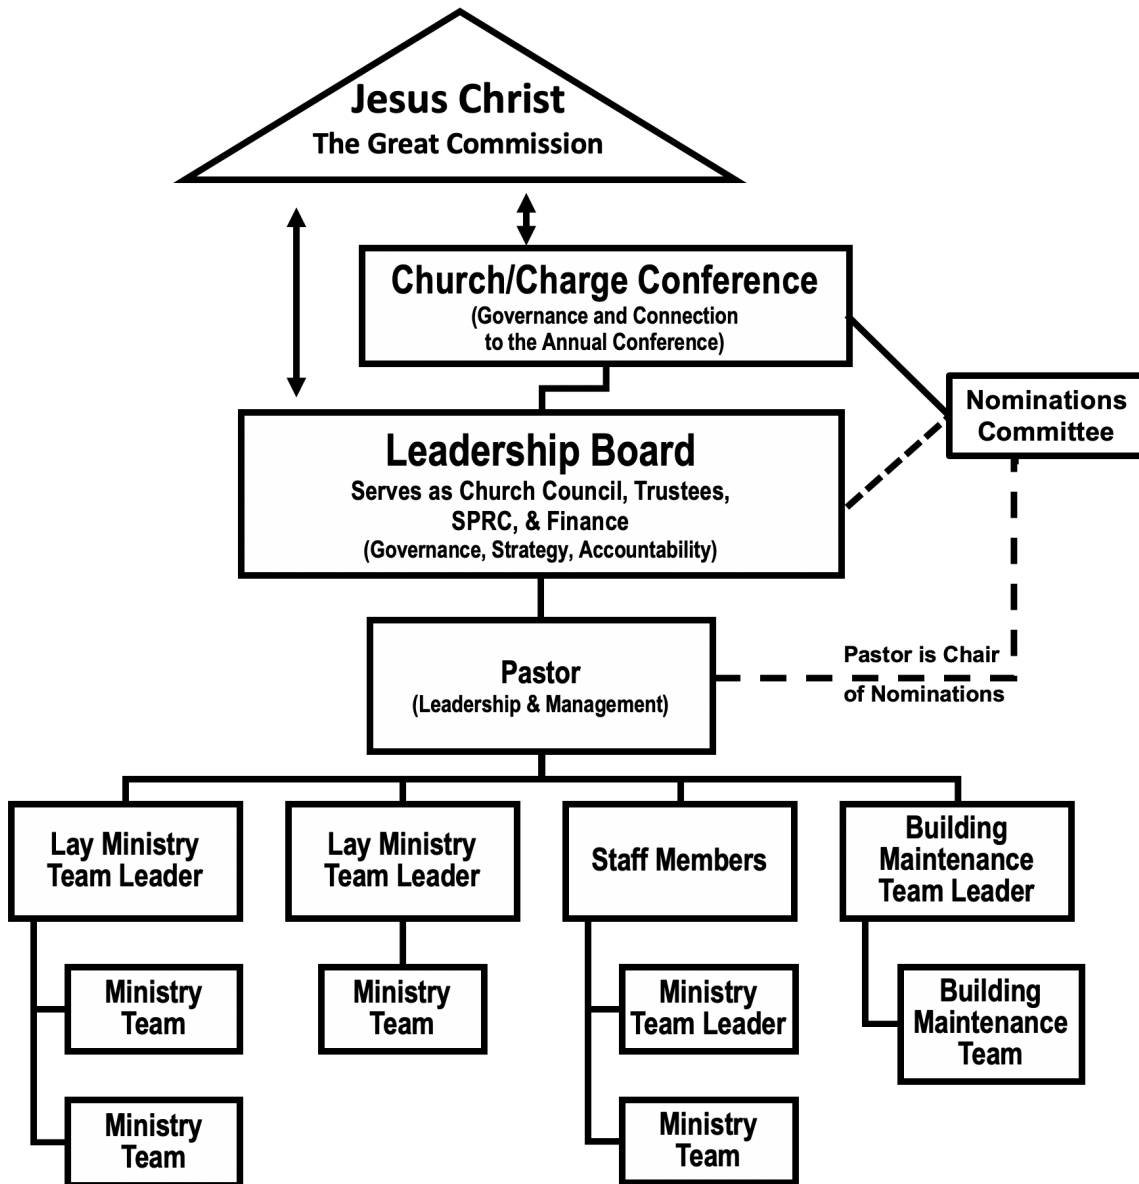 Jesus Christ
The Great Commission
Church/Charge Conference
(Governance and Connection
to the Annual Conference)
Nominations
Committee
Leadership Board
Serves as Church Council, Trustees,
SPRC, & Finance
(Governance, Strategy, Accountability)
Pastor
(Leadership & Management)
Pastor is Chair
of Nominations
Lay Ministry
Team Leader
Lay Ministry
Team Leader
Staff Members
Building
Maintenance
Team Leader
Ministry
Team
Ministry
Team
Ministry
Team Leader
Building
Maintenance
Team
Ministry
Team
Ministry
Team